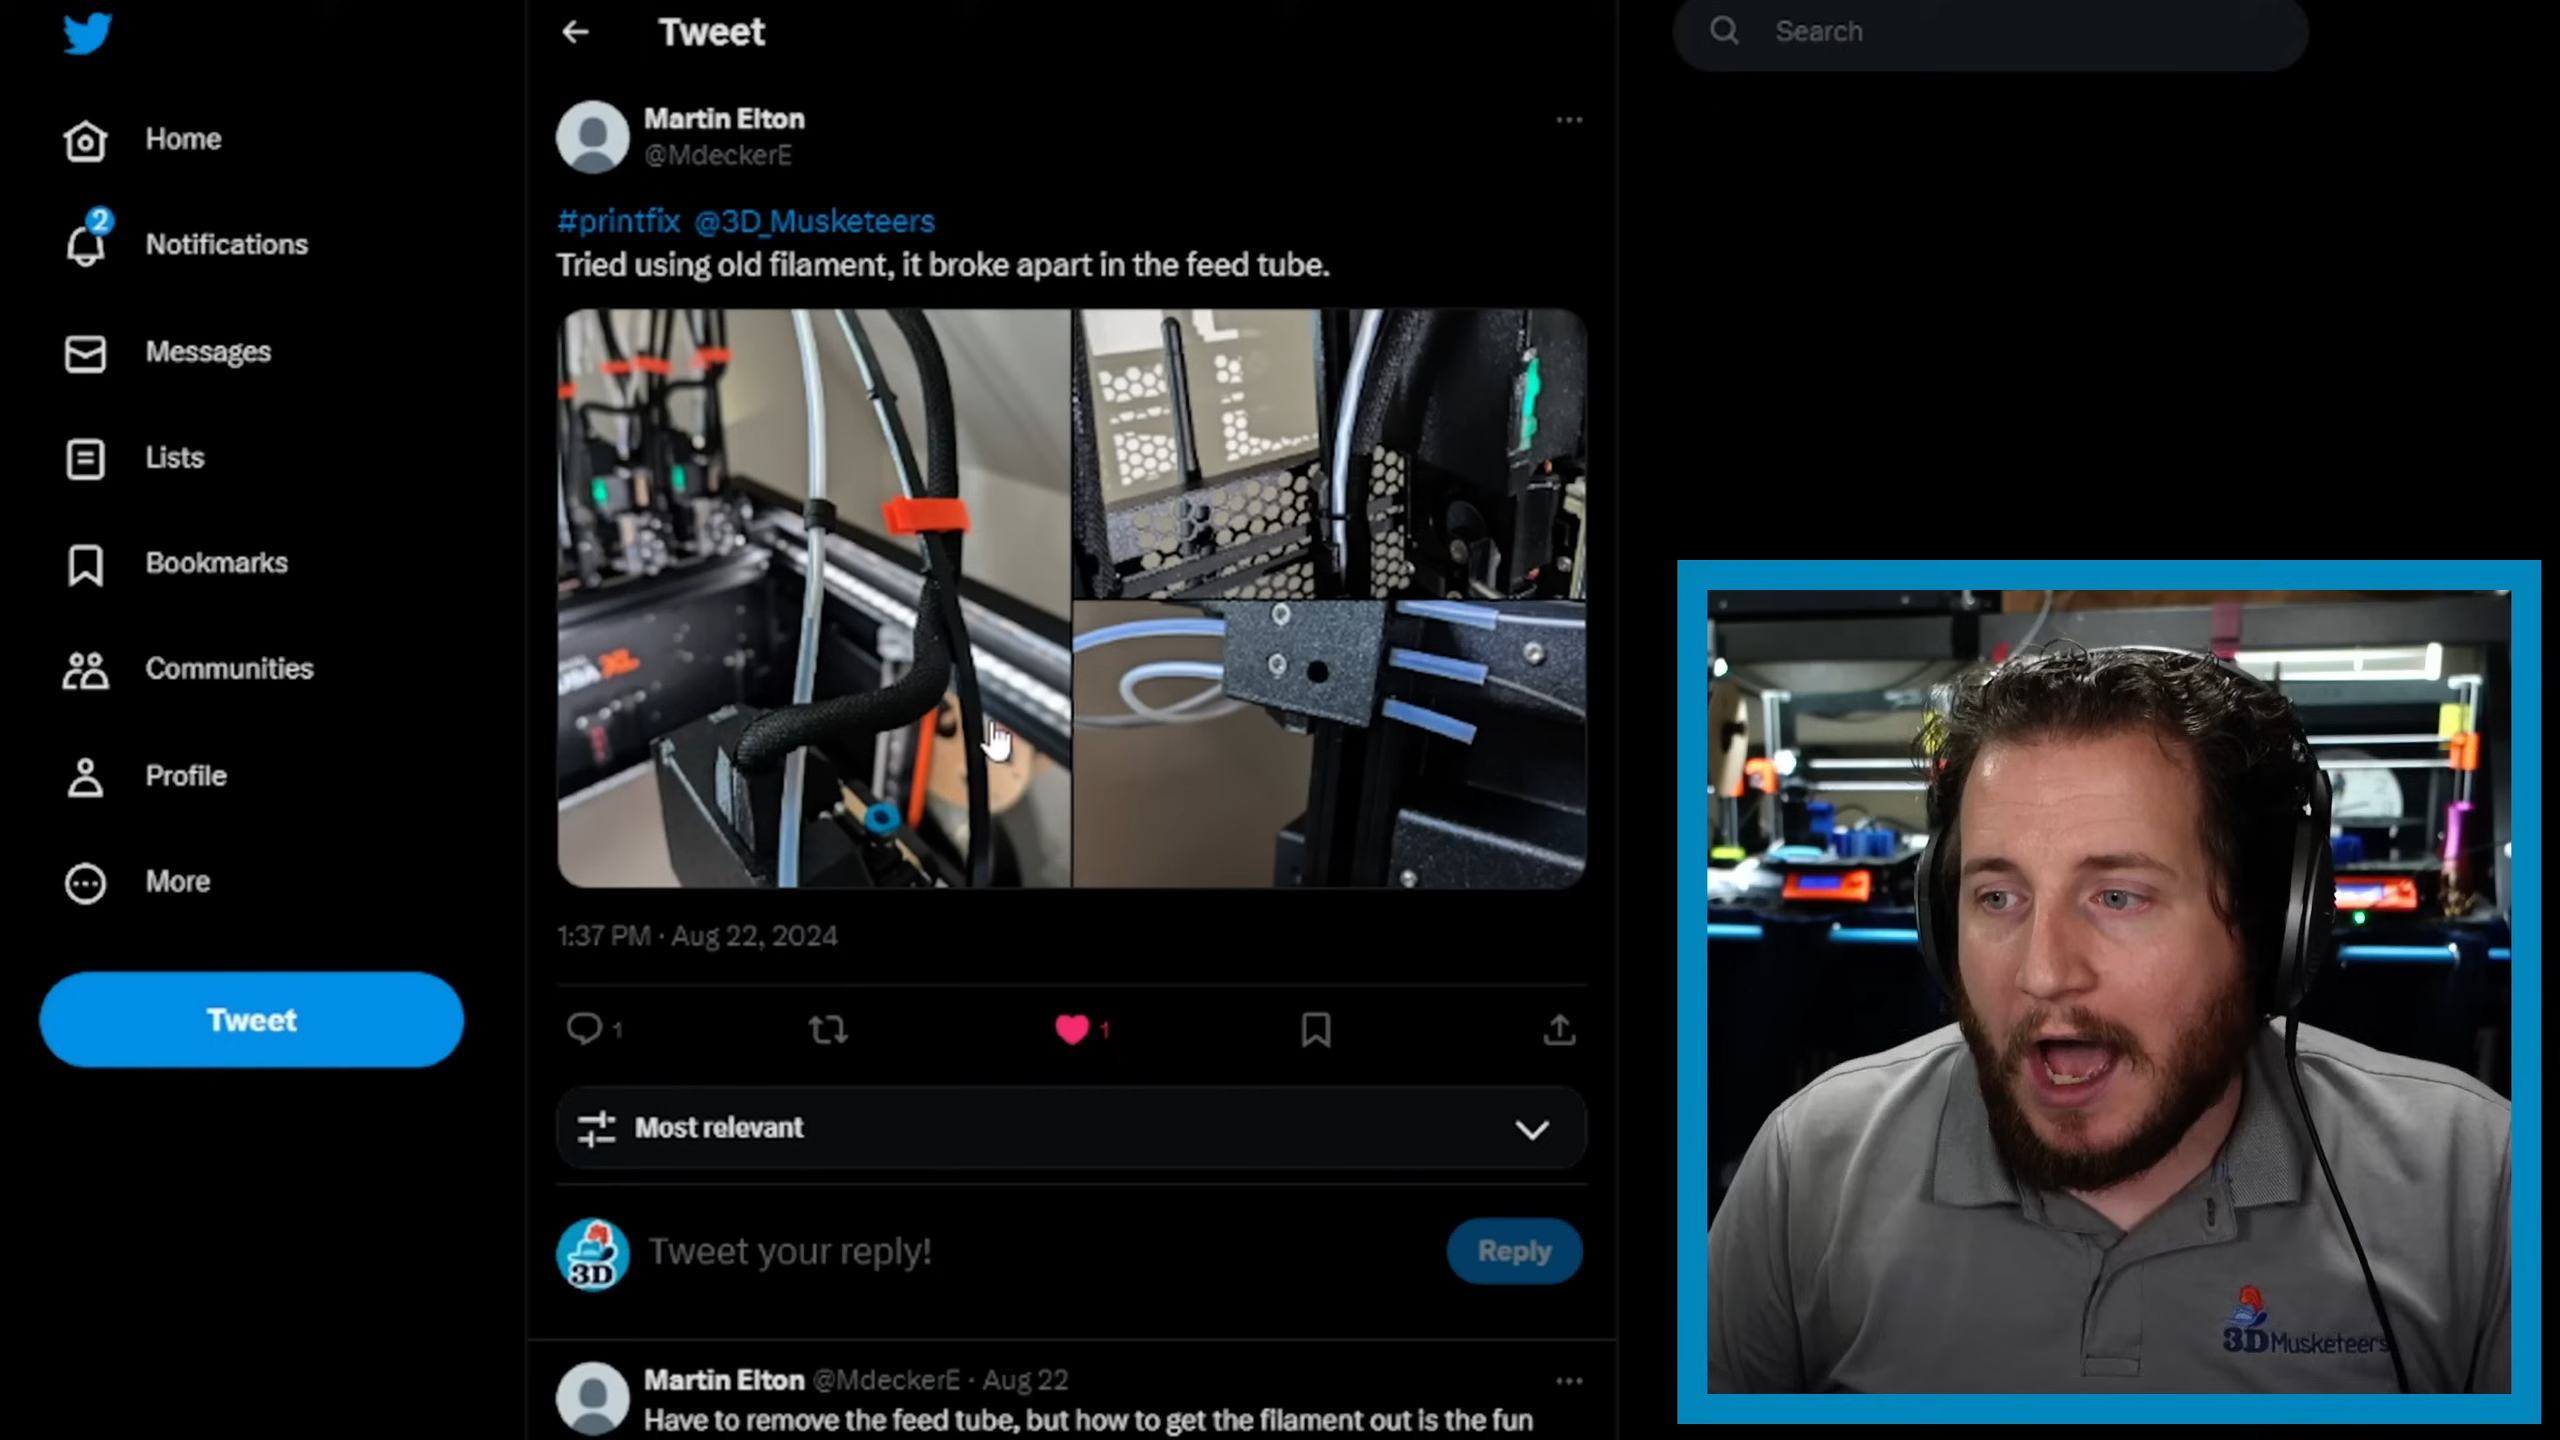 Tweet
Search
Home
2
Notifications
Messages
Lists
Bookmarks
Communities
Profile
More
Tweet
Martin Elton
@MdeckerE
#printfix @3D_Musketeers
Tried using old filament, it broke apart in the feed tube.
XL
1:37 PM · Aug 22, 2024
1
1
Most relevant
3D
Tweet your reply!
Reply
Martin Elton @MdeckerE · Aug 22
Have to remove the feed tube, but how to get the filament out is the fun
3DMusketeers